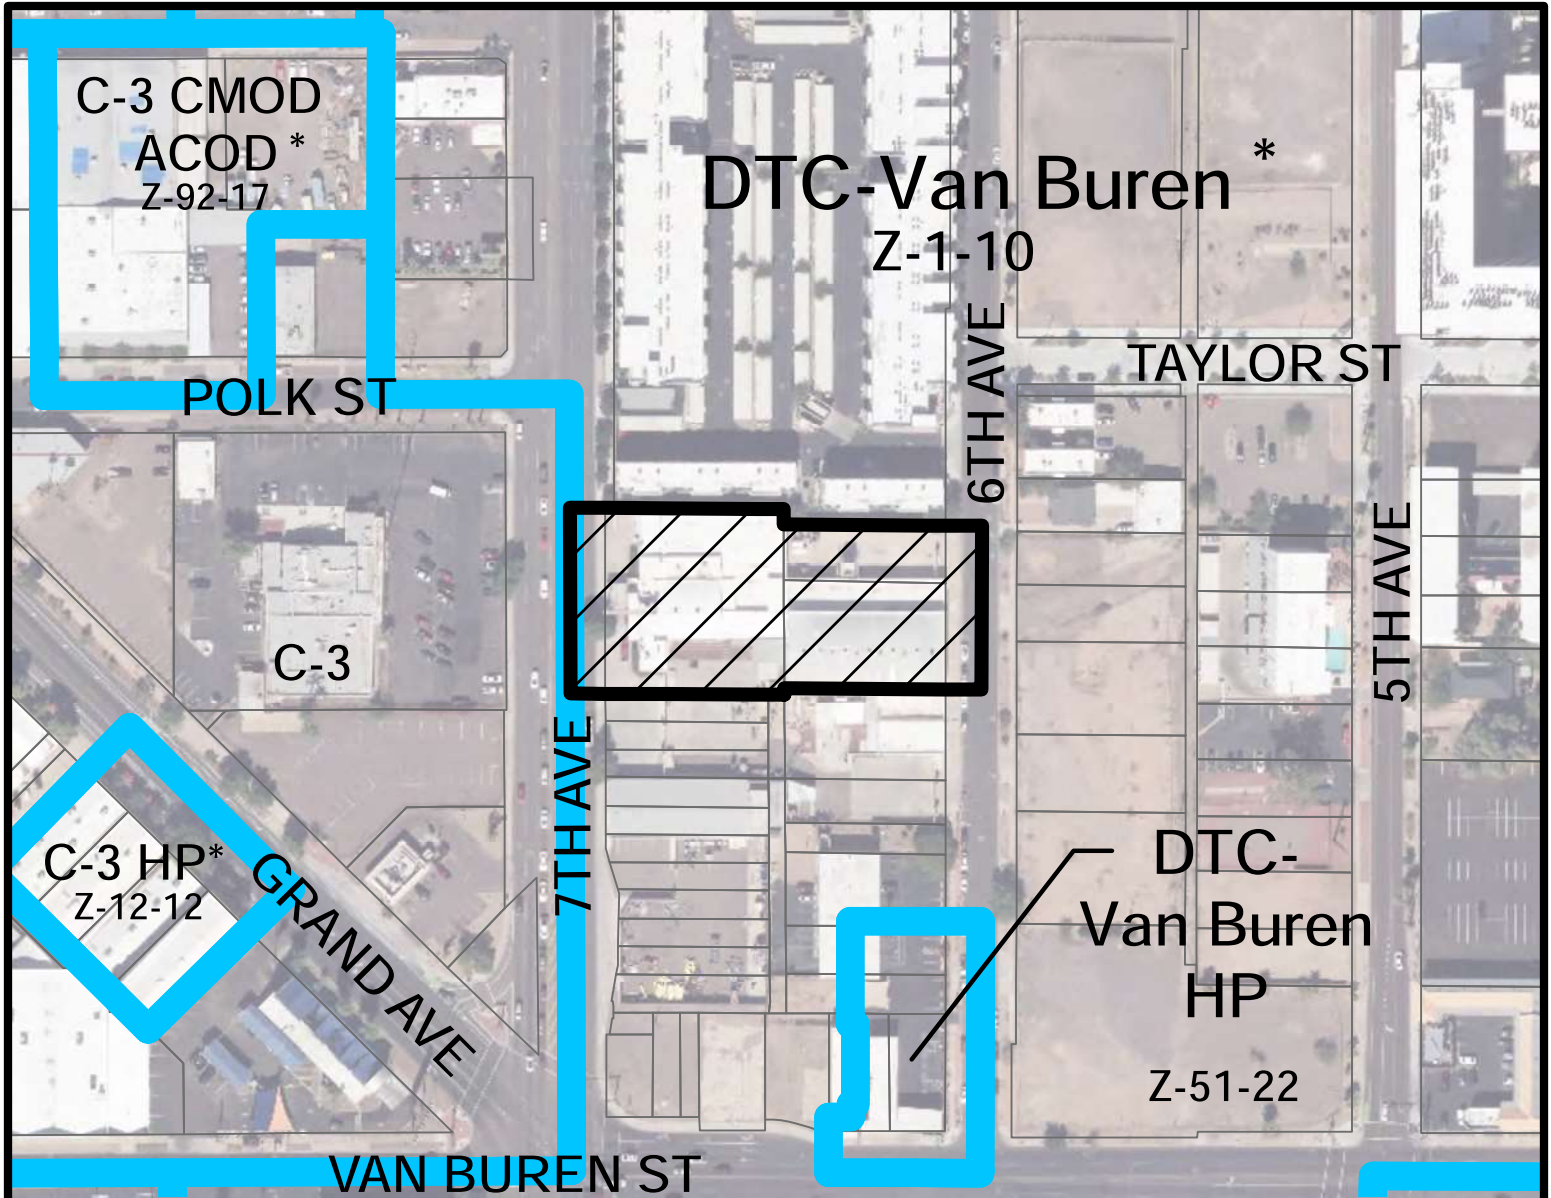 C-3 CMOD
ACOD *
Z-92-17
DTC-Van Buren *
Z-1-10
POLK ST
6TH AVE
TAYLOR ST
5TH AVE
C-3
7TH AVE
C-3 HP*
Z-12-12
GRAND AVE
DTC-
Van Buren
HP
Z-51-22
VAN BUREN ST